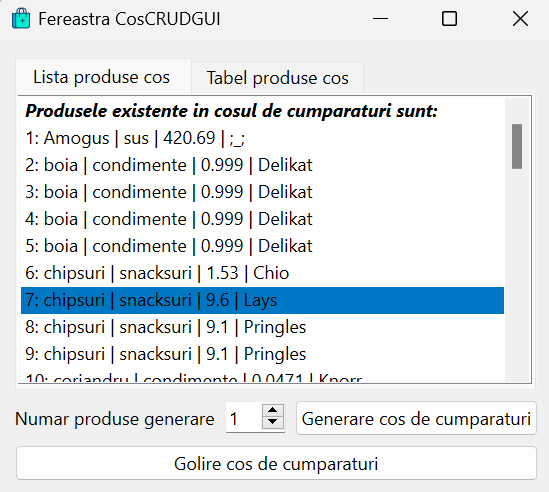 Fereastra CosCRUDGUI
Lista produse cos
Tabel produse cos
Produsele existente in cosul de cumparaturi sunt:
1: Amogus | sus | 420.69 | ;_;
2: boia | condimente | 0.999 | Delikat
3: boia | condimente | 0.999 | Delikat
4: boia | condimente | 0.999 | Delikat
5: boia | condimente | 0.999 | Delikat
6: chipsuri | snacksuri | 1.53 | Chio
7: chipsuri | snacksuri | 9.6 | Lays
8: chipsuri | snacksuri | 9.1 | Pringles
9: chipsuri | snacksuri | 9.1 | Pringles
10: coriandru | condimente | 0.0471 | Knorr
Numar produse generare 1 Generare cos de cumparaturi
Golire cos de cumparaturi